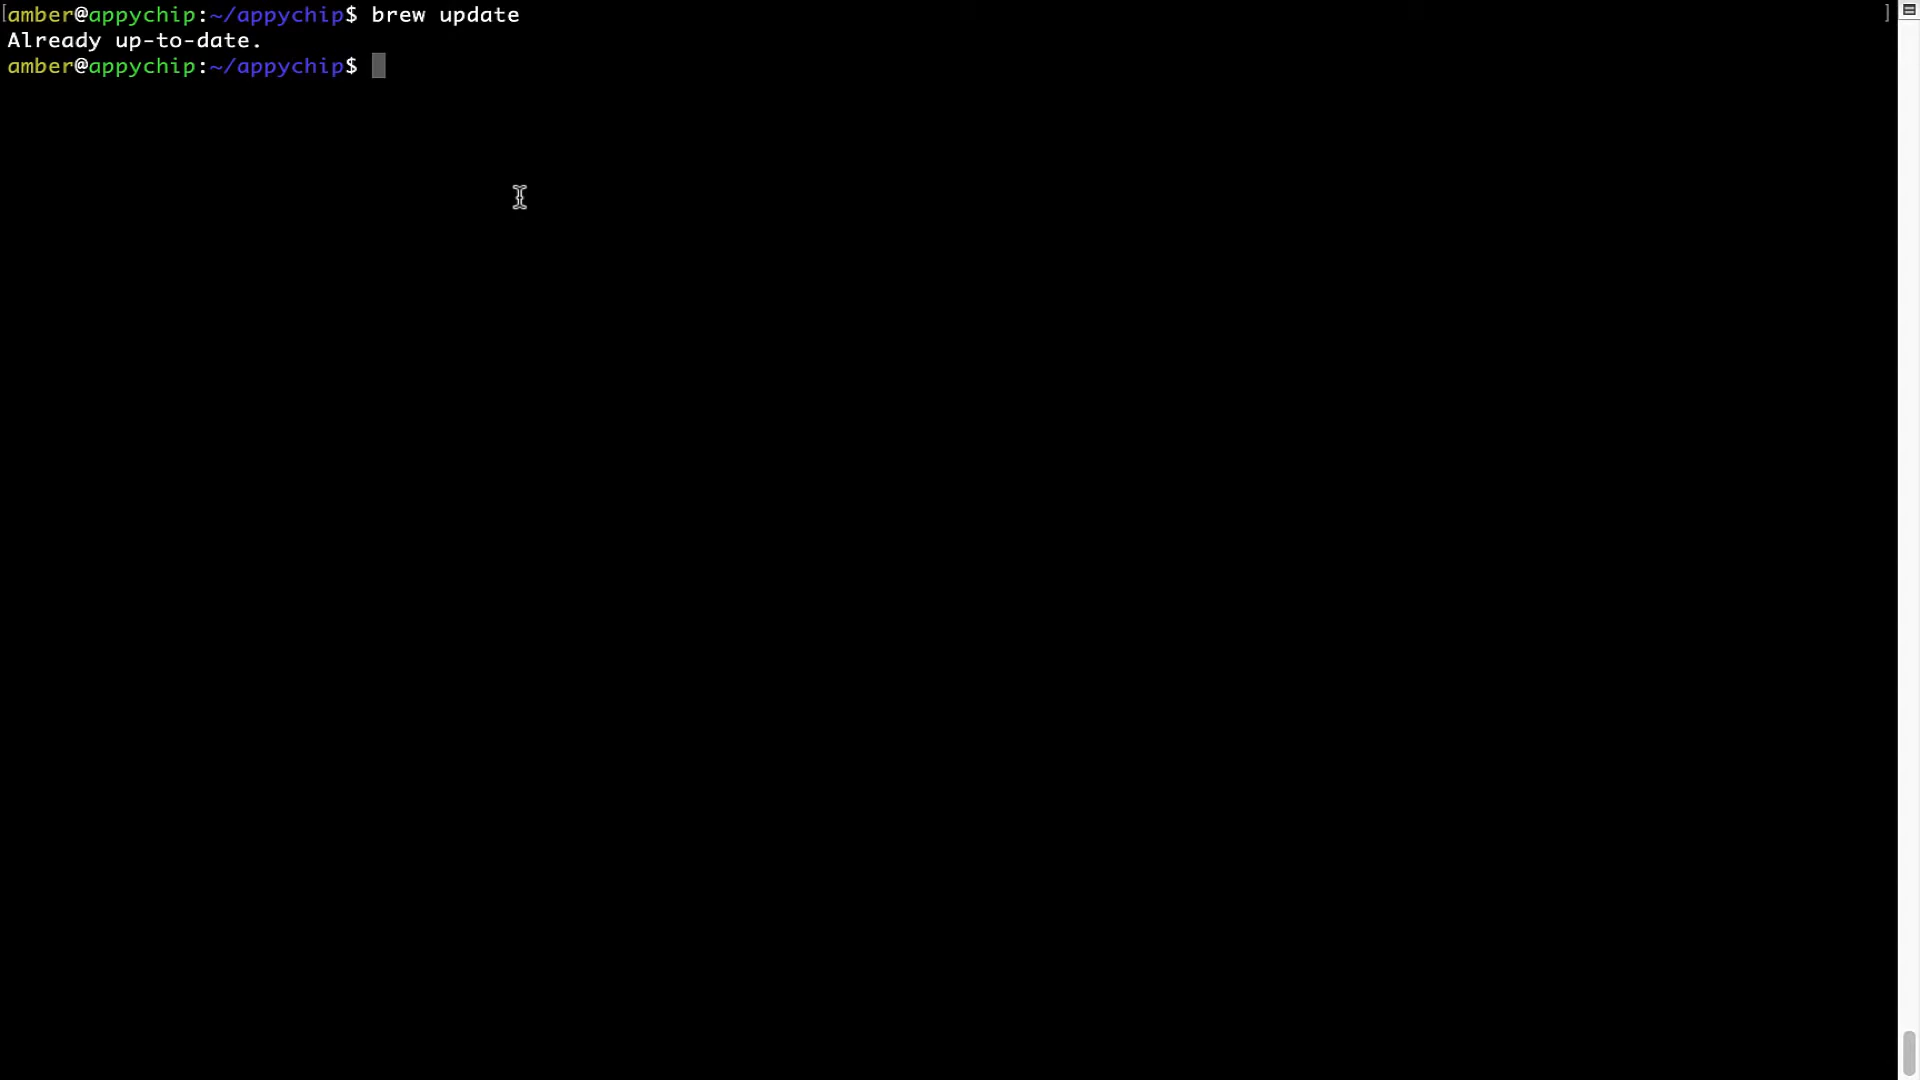 [amber@appychip:~/appychip$ brew update ]
Already up-to-date.
amber@appychip:~/appychip$